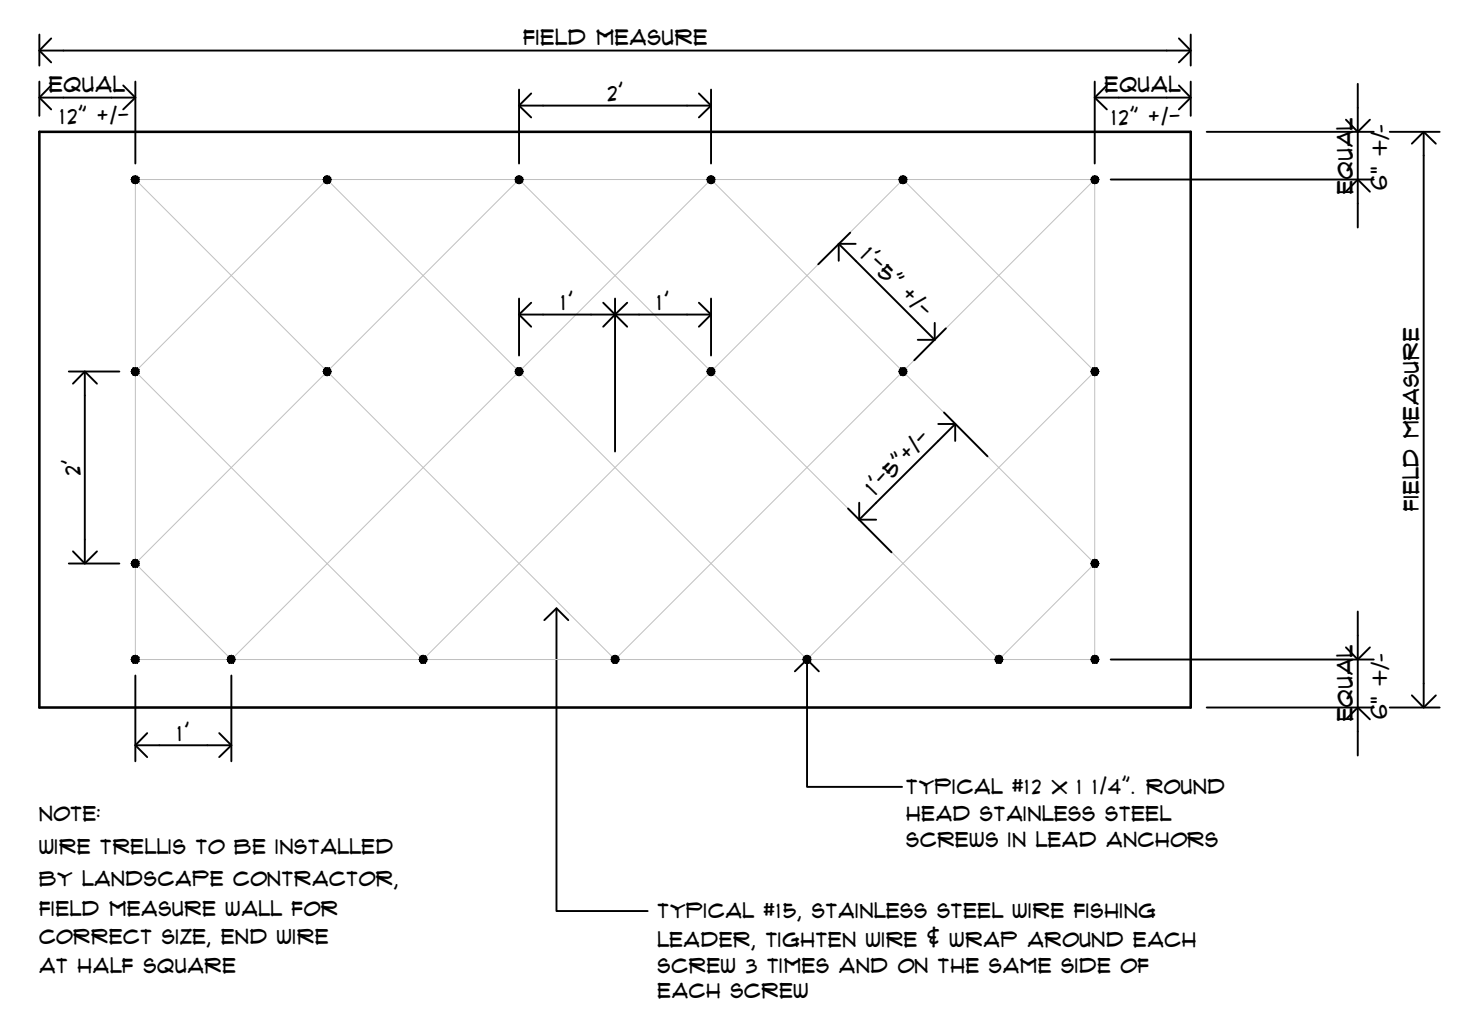 FIELD MEASURE
EQUAL
12" +/-
2'
EQUAL
12" +/-
EQUAL
6" +/-
1'-5" +/-
1'
1'
FIELD MEASURE
2'
1'-5"+/-
EQUAL
6" +/-
1'
TYPICAL #12 X 1 1/4". ROUND
HEAD STAINLESS STEEL
SCREWS IN LEAD ANCHORS
NOTE:
WIRE TRELLIS TO BE INSTALLED
BY LANDSCAPE CONTRACTOR,
FIELD MEASURE WALL FOR
CORRECT SIZE, END WIRE
AT HALF SQUARE
TYPICAL #15, STAINLESS STEEL WIRE FISHING
LEADER, TIGHTEN WIRE & WRAP AROUND EACH
SCREW 3 TIMES AND ON THE SAME SIDE OF
EACH SCREW